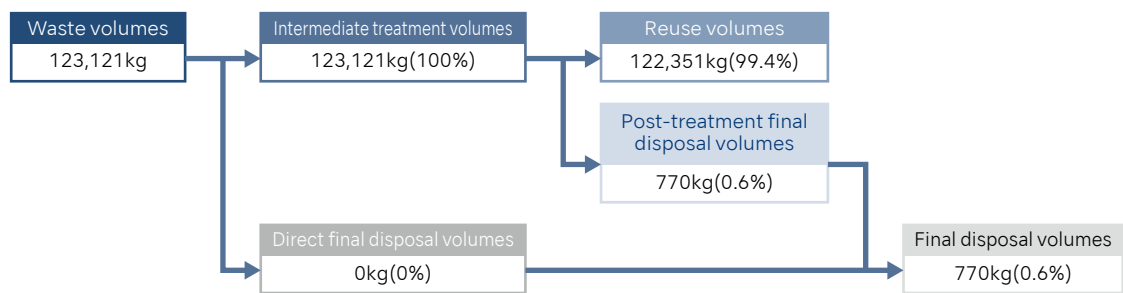 Waste volumes
123,121kg
Intermediate treatment volumes
123,121kg(100%)
Reuse volumes
122,351kg(99.4%)
Post-treatment final
disposal volumes
770kg(0.6%)
Direct final disposal volumes
0kg(0%)
Final disposal volumes
770kg(0.6%)